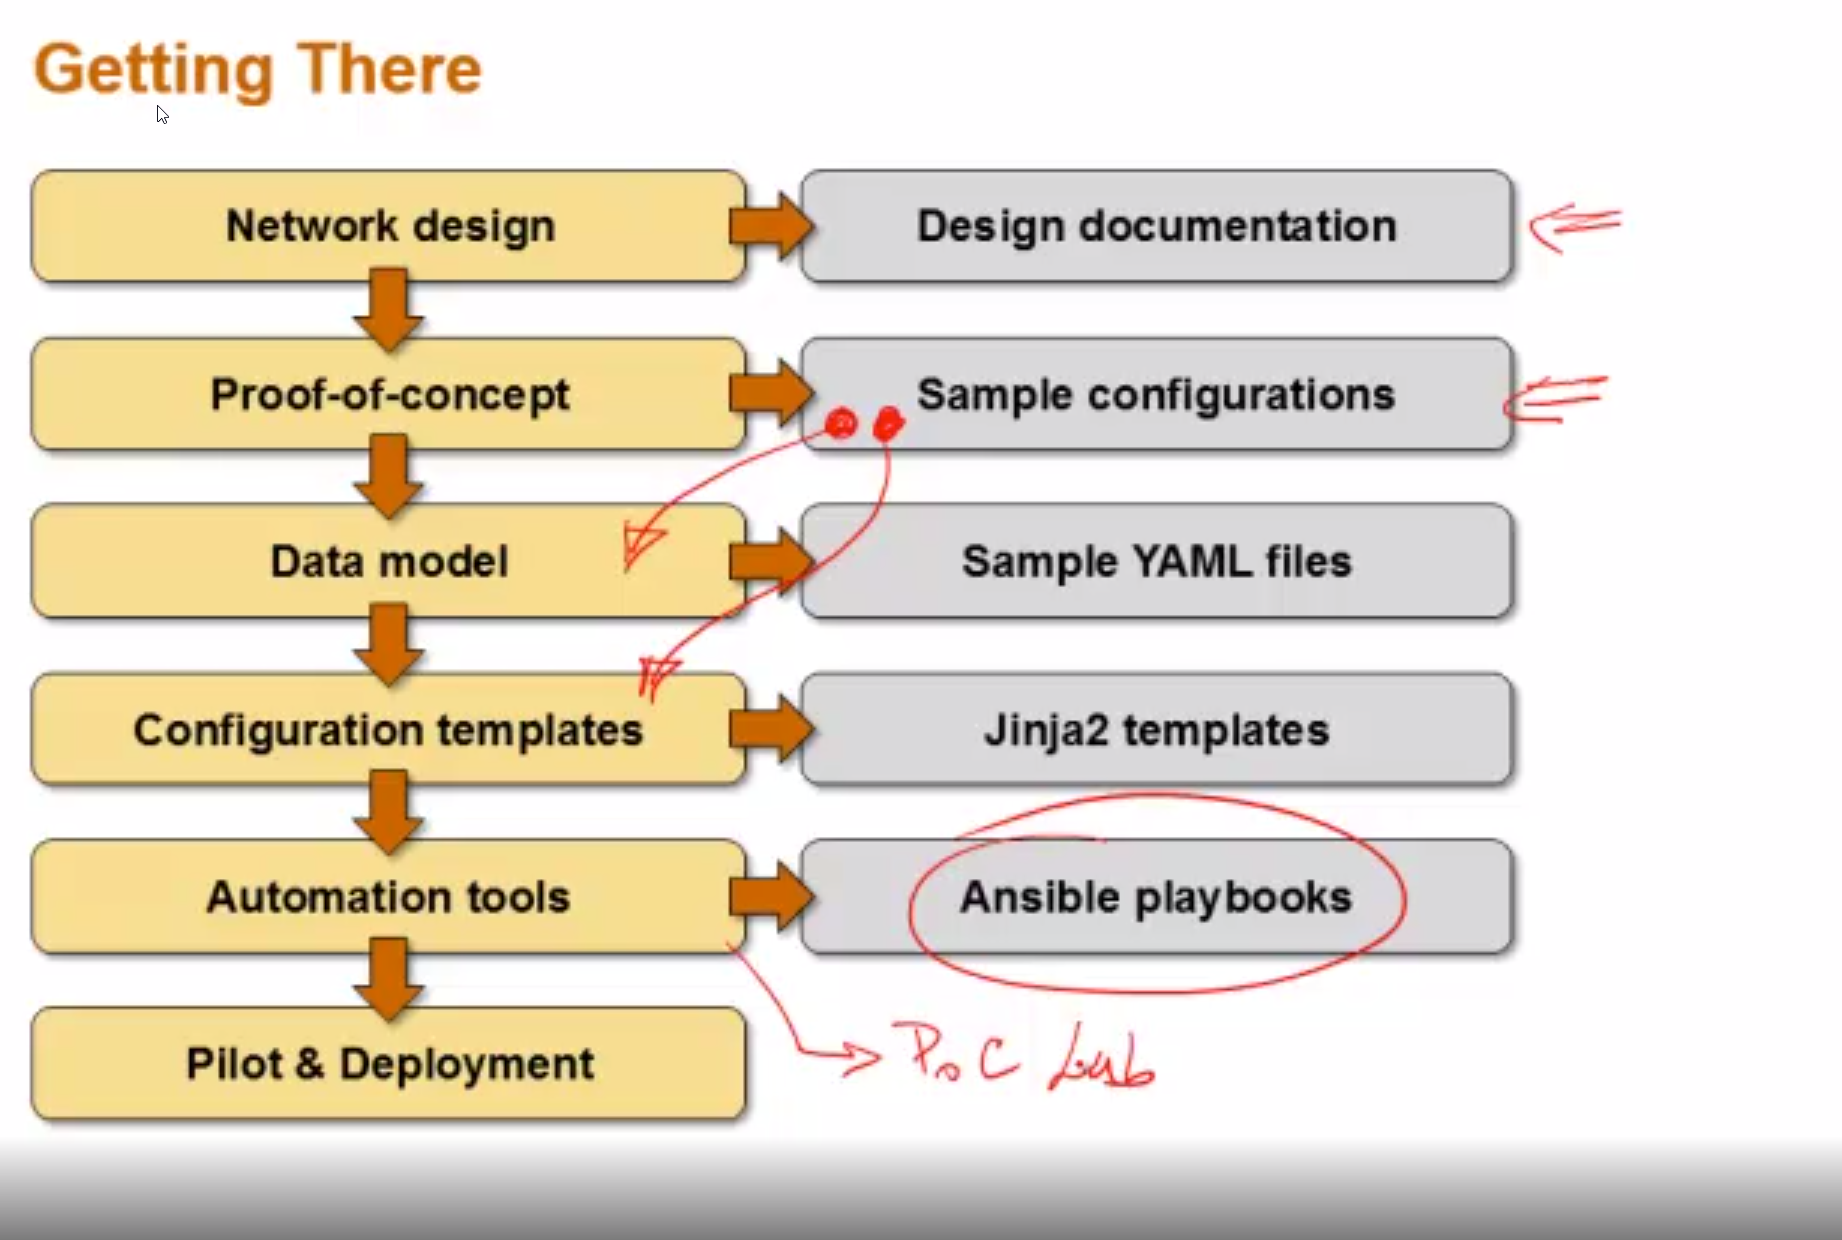 Getting There
Network design
Design documentation
Proof-of-concept
Sample configurations
Data model
Sample YAML files
Configuration templates
Jinja2 templates
Automation tools
Ansible playbooks
Pilot & Deployment
PoC Lab